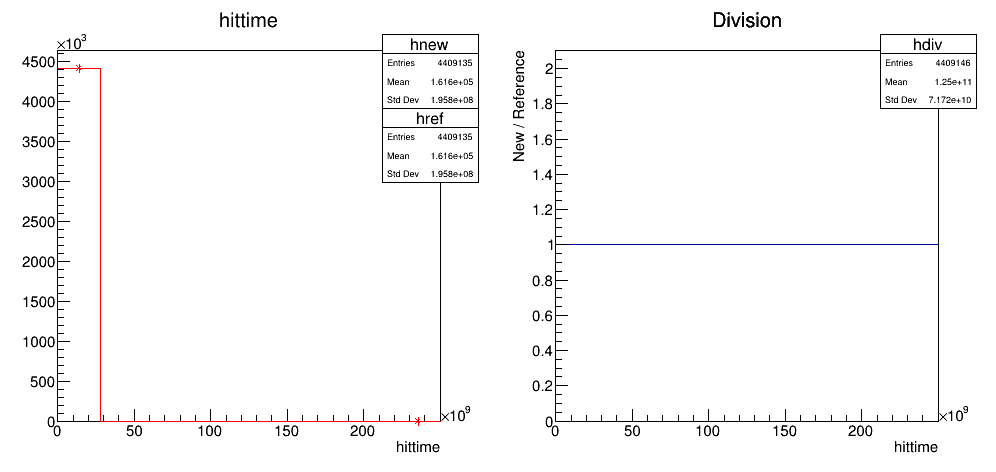 hittime
×10³
hnew
Entries 4409135
Mean 1.616e+05
Std Dev 1.958e+08
href
Entries 4409135
Mean 1.616e+05
Std Dev 1.958e+08
4500
4000
3500
3000
2500
2000
1500
1000
500
0
0 50 100 150 200
×10⁹
hittime
Division
hdiv
Entries 4409146
Mean 1.25e+11
Std Dev 7.172e+10
New / Reference
2
1.8
1.6
1.4
1.2
1
0.8
0.6
0.4
0.2
0
0 50 100 150 200
×10⁹
hittime